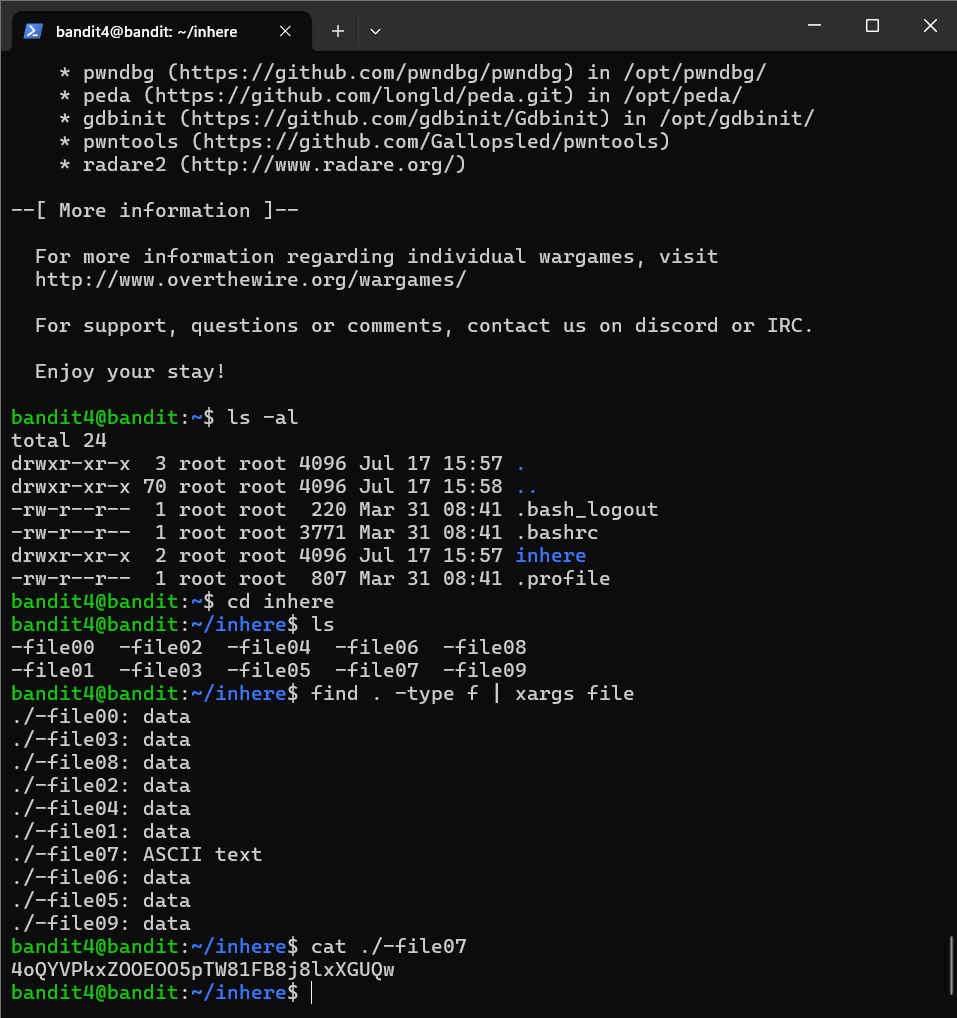 bandit4@bandit: ~/inhere
* pwndbg (https://github.com/pwndbg/pwndbg) in /opt/pwndbg/
* peda (https://github.com/longld/peda.git) in /opt/peda/
* gdbinit (https://github.com/gdbinit/Gdbinit) in /opt/gdbinit/
* pwntools (https://github.com/Gallopsled/pwntools)
* radare2 (http://www.radare.org/)
--[ More information ]--
For more information regarding individual wargames, visit
http://www.overthewire.org/wargames/
For support, questions or comments, contact us on discord or IRC.
Enjoy your stay!
bandit4@bandit:~$ ls -al
total 24
drwxr-xr-x  3 root root 4096 Jul 17 15:57 .
drwxr-xr-x 70 root root 4096 Jul 17 15:58 ..
-rw-r--r--  1 root root  220 Mar 31 08:41 .bash_logout
-rw-r--r--  1 root root 3771 Mar 31 08:41 .bashrc
drwxr-xr-x  2 root root 4096 Jul 17 15:57 inhere
-rw-r--r--  1 root root  807 Mar 31 08:41 .profile
bandit4@bandit:~$ cd inhere
bandit4@bandit:~/inhere$ ls
-file00  -file02  -file04  -file06  -file08
-file01  -file03  -file05  -file07  -file09
bandit4@bandit:~/inhere$ find . -type f | xargs file
./-file00: data
./-file03: data
./-file08: data
./-file02: data
./-file04: data
./-file01: data
./-file07: ASCII text
./-file06: data
./-file05: data
./-file09: data
bandit4@bandit:~/inhere$ cat ./-file07
4oQYVPkxZOOEOO5pTW81FB8j8lxXGUQw
bandit4@bandit:~/inhere$